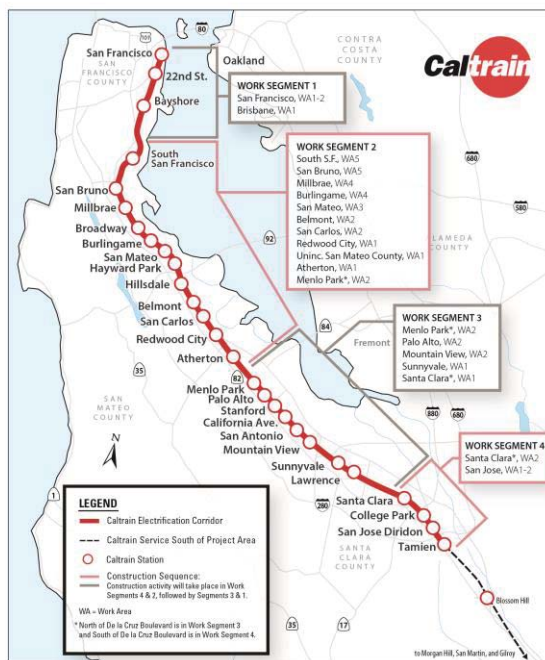 101
80
CONTRA
COSTA
COUNTY
Caltrain
San Francisco
SAN
FRANCISCO
COUNTY
22nd St.
Bayshore
Oakland
WORK SEGMENT 1
San Francisco, WA1-2
Brisbane, WA1
South
San Francisco
WORK SEGMENT 2
South S.F., WA5
San Bruno, WA5
Millbrae, WA4
Burlingame, WA4
San Mateo, WA3
Belmont, WA2
San Carlos, WA2
Redwood City, WA1
Uninc. San Mateo County, WA1
Atherton, WA1
Menlo Park*, WA2
680
580
ALAMEDA
COUNTY
San Bruno
Millbrae
Broadway
Burlingame
San Mateo
Hayward Park
Hillsdale
Belmont
San Carlos
Redwood City
Atherton
92
84
Fremont
WORK SEGMENT 3
Menlo Park*, WA2
Palo Alto, WA2
Mountain View, WA2
Sunnyvale, WA1
Santa Clara*, WA1
35
82
SAN
MATEO
COUNTY
Menlo Park
Palo Alto
Stanford
California Ave.
San Antonio
Mountain View
Sunnyvale
Lawrence
880
680
WORK SEGMENT 4
Santa Clara*, WA2
San Jose, WA1-2
N
1
280
Santa Clara
College Park
San Jose Diridon
Tamien
SANTA
CLARA
COUNTY
LEGEND
Caltrain Electrification Corridor
Caltrain Service South of Project Area
Caltrain Station
Construction Sequence:
Construction activity will take place in Work
Segments 4 & 2, followed by Segments 3 & 1.
WA = Work Area
* North of De la Cruz Boulevard is in Work Segment 3
and South of De la Cruz Boulevard is in Work Segment 4.
35
17
Blossom Hill
to Morgan Hill, San Martin, and Gilroy